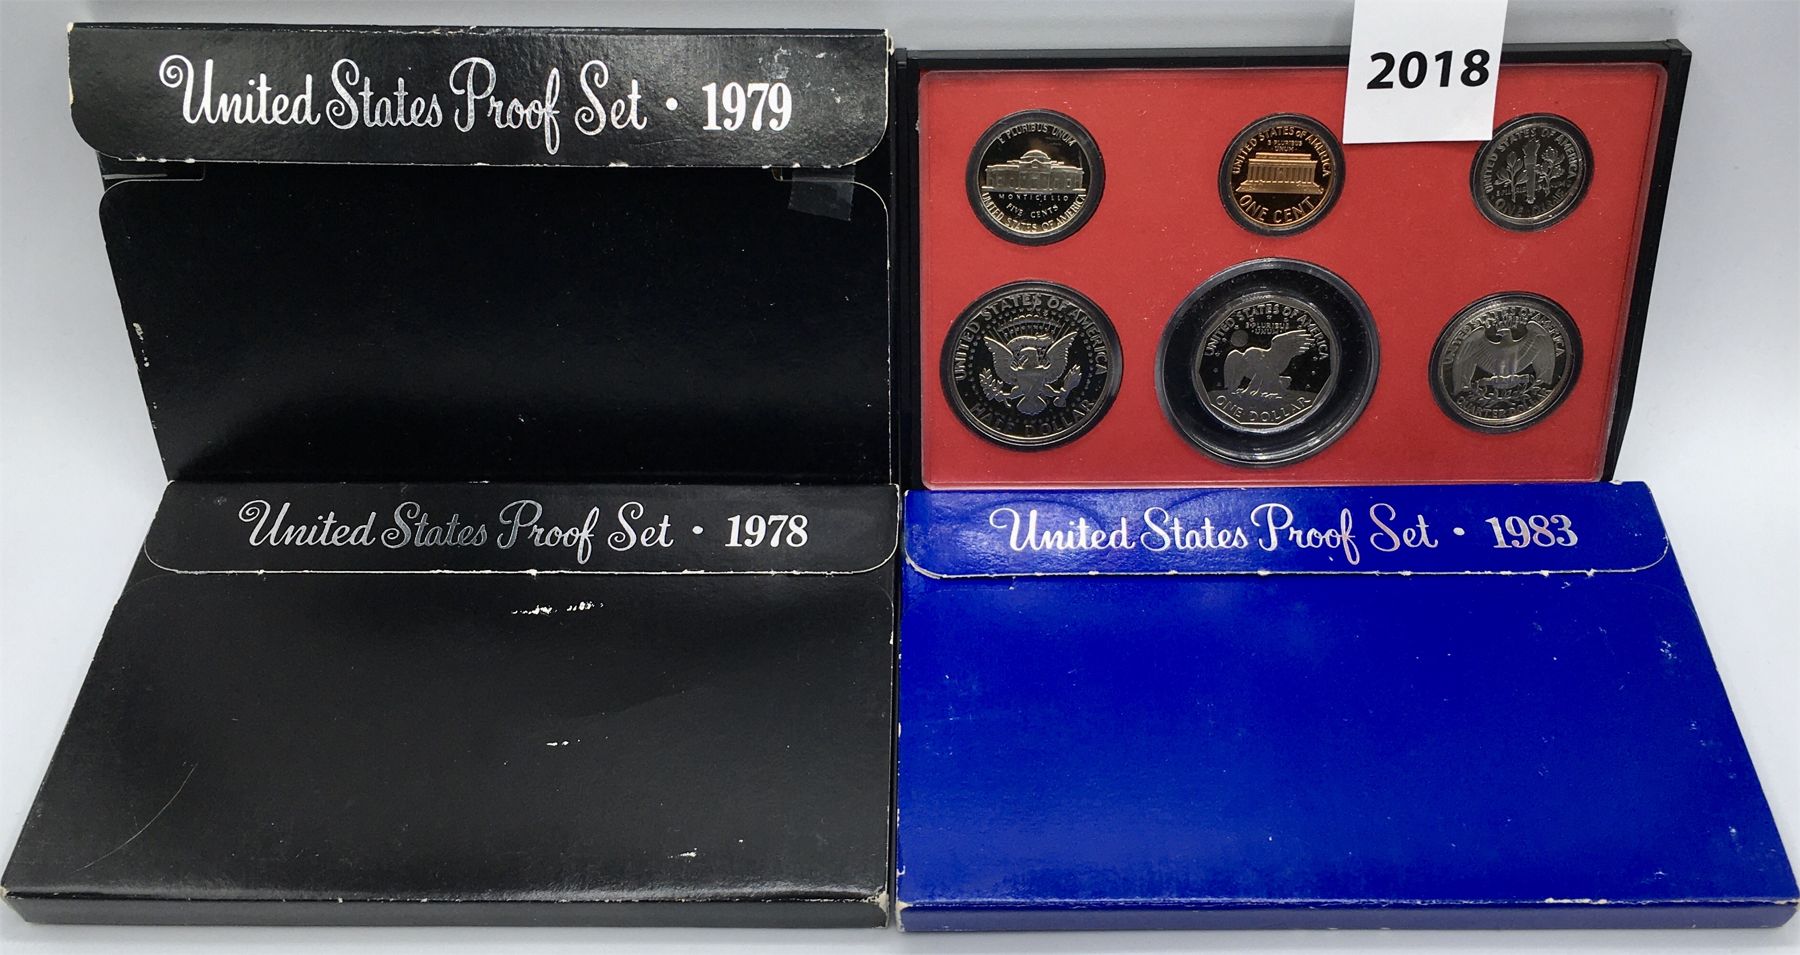 United States Proof Set • 1979
2018
E PLURIBUS UNUM
MONTICELLO
FIVE CENTS
UNITED STATES OF AMERICA
UNITED STATES OF AMERICA
E PLURIBUS
UNUM
ONE CENT
UNITED STATES OF AMERICA
ONE DIME
UNITED STATES OF AMERICA
HALF DOLLAR
UNITED STATES OF AMERICA
E PLURIBUS
UNUM
ONE DOLLAR
UNITED STATES OF AMERICA
QUARTER DOLLAR
United States Proof Set • 1978
United States Proof Set • 1983